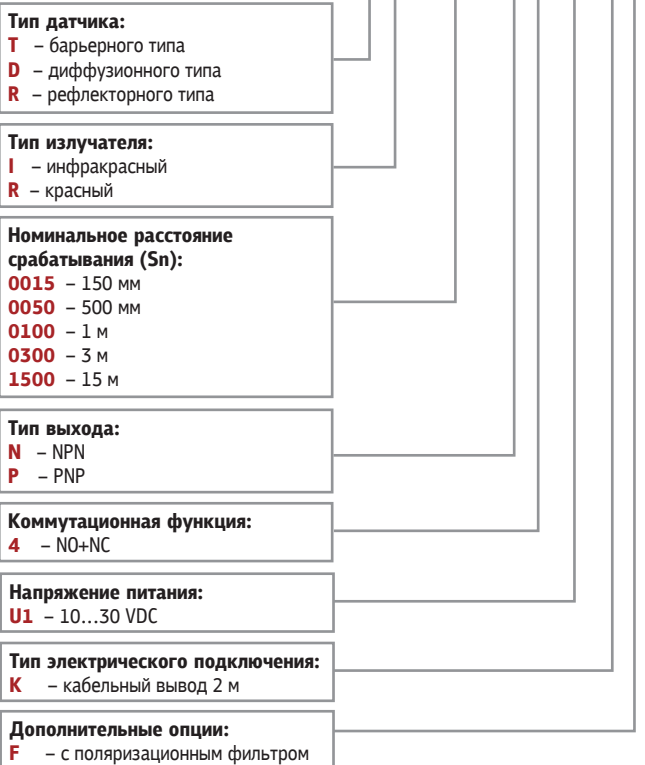 Тип датчика:
T – барьерного типа
D – диффузионного типа
R – рефлекторного типа
Тип излучателя:
I – инфракрасный
R – красный
Номинальное расстояние
срабатывания (Sn):
0015 – 150 мм
0050 – 500 мм
0100 – 1 м
0300 – 3 м
1500 – 15 м
Тип выхода:
N – NPN
P – PNP
Коммутационная функция:
4 – NO+NC
Напряжение питания:
U1 – 10...30 VDC
Тип электрического подключения:
K – кабельный вывод 2 м
Дополнительные опции:
F – с поляризационным фильтром